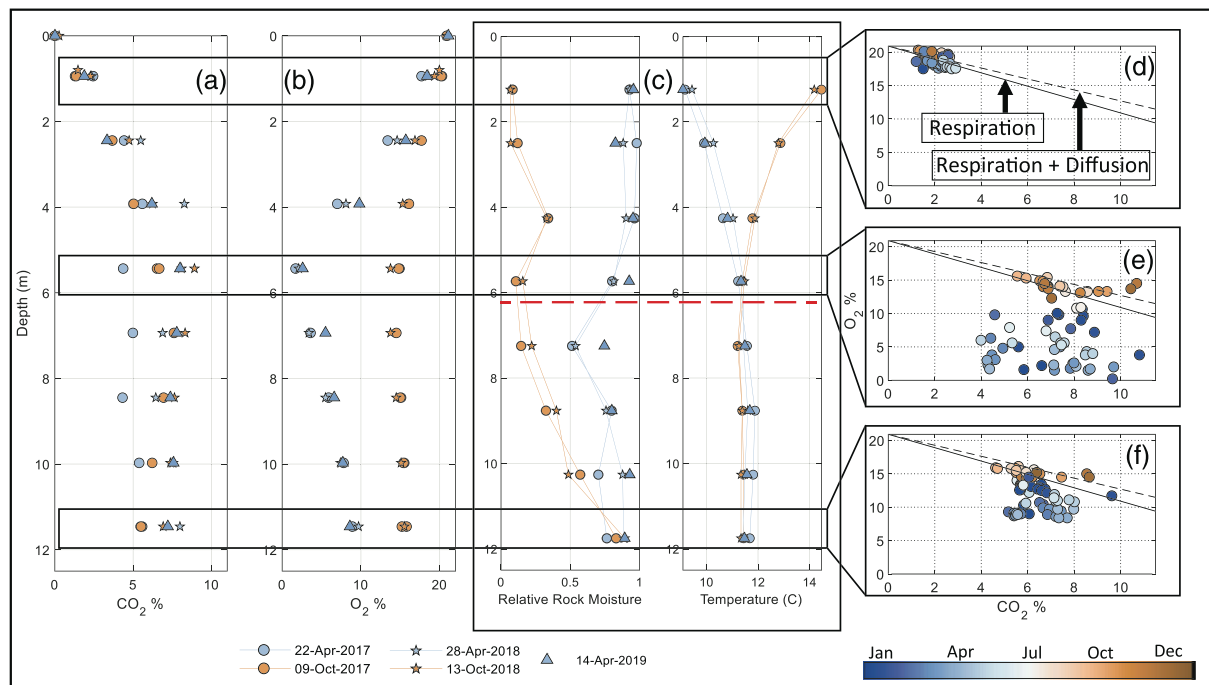 (a)
(b)
(c)
(d)
(e)
(f)
0
2
4
6
8
10
12
Depth (m)
0
5
10
CO2 %
0
2
4
6
8
10
12
0
10
20
O2 %
0
2
4
6
8
10
12
0
0.5
1
Relative Rock Moisture
0
2
4
6
8
10
12
10
12
14
Temperature (C)
20
15
10
5
0
0
2
4
6
8
10
Respiration
Respiration + Diffusion
20
15
10
5
0
O2 %
0
2
4
6
8
10
20
15
10
5
0
0
2
4
6
8
10
CO2 %
22-Apr-2017
28-Apr-2018
14-Apr-2019
09-Oct-2017
13-Oct-2018
Jan
Apr
Jul
Oct
Dec